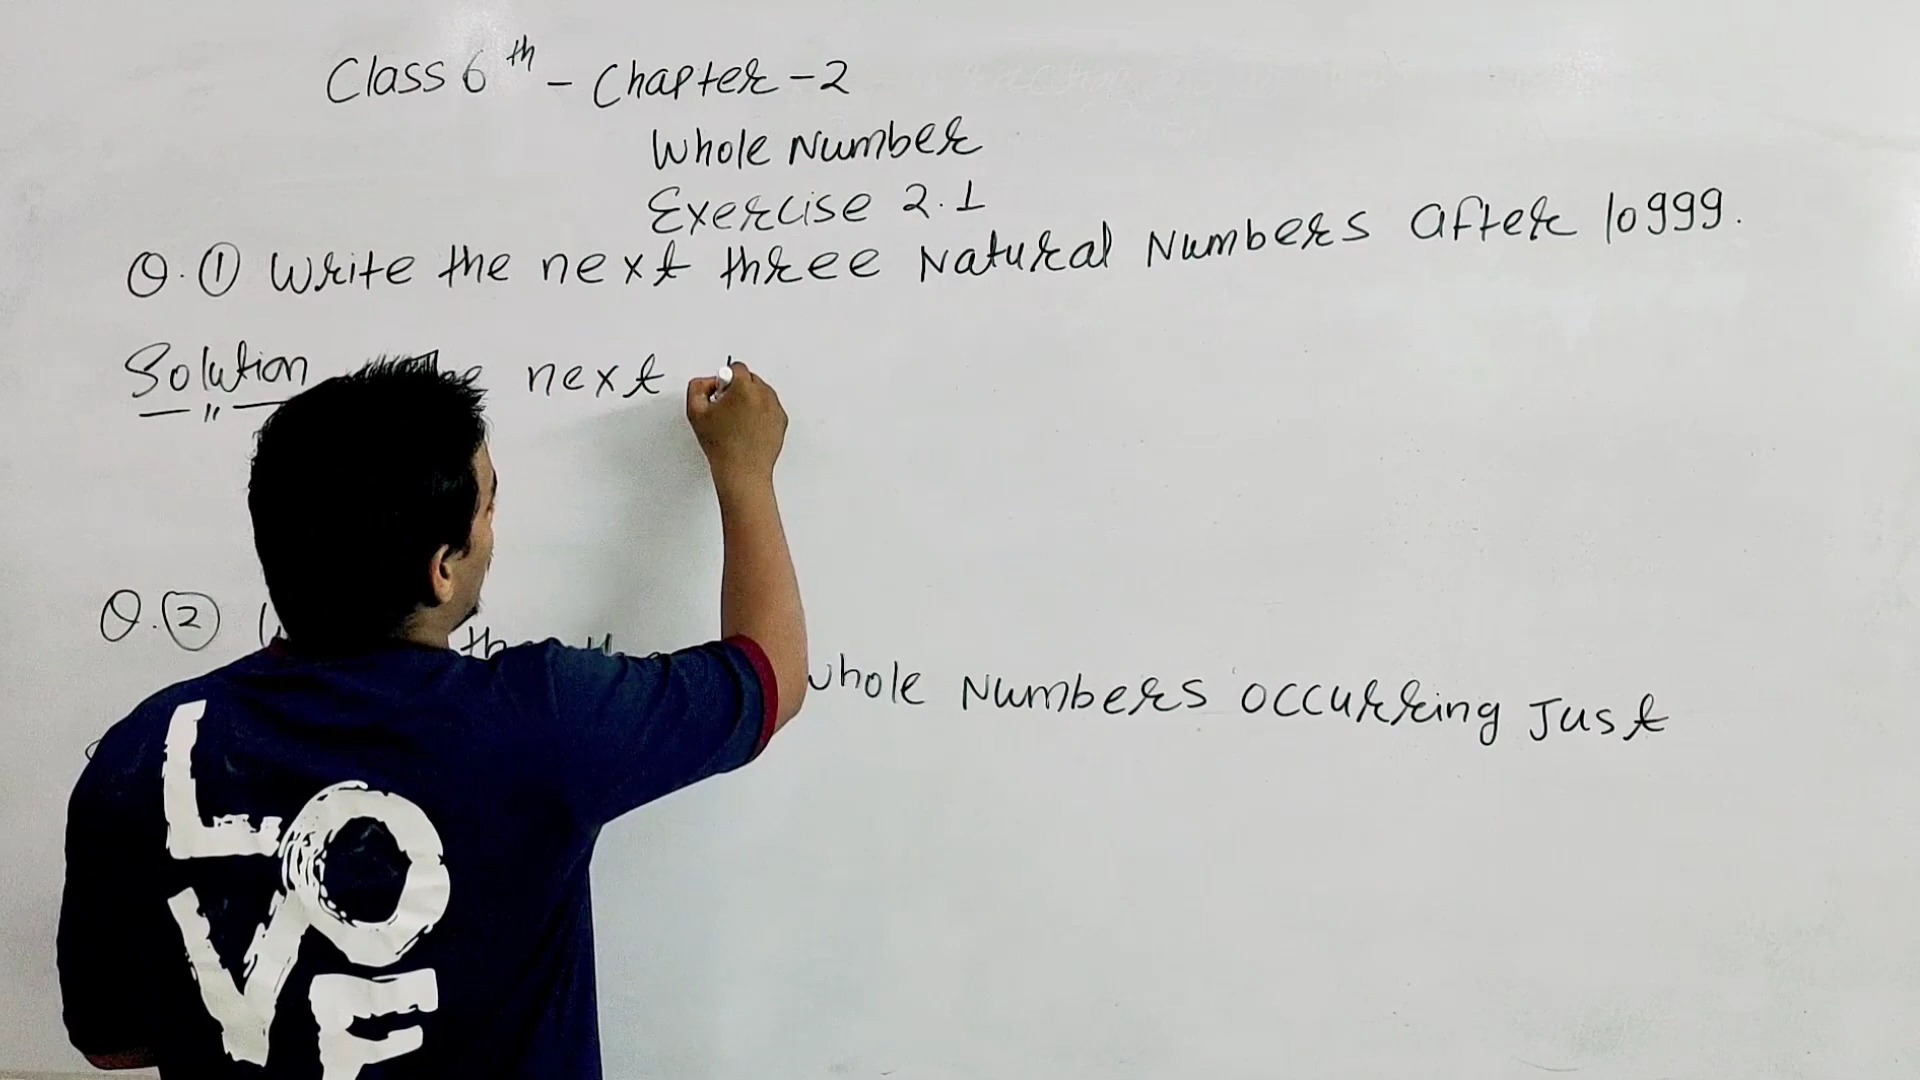 Class 6th - Chapter - 2
Whole Number
Exercise 2.1
Q. ① Write the next three Natural Numbers after 10999.
Solution next
Q. ②
whole Numbers occurring Just
LOVE